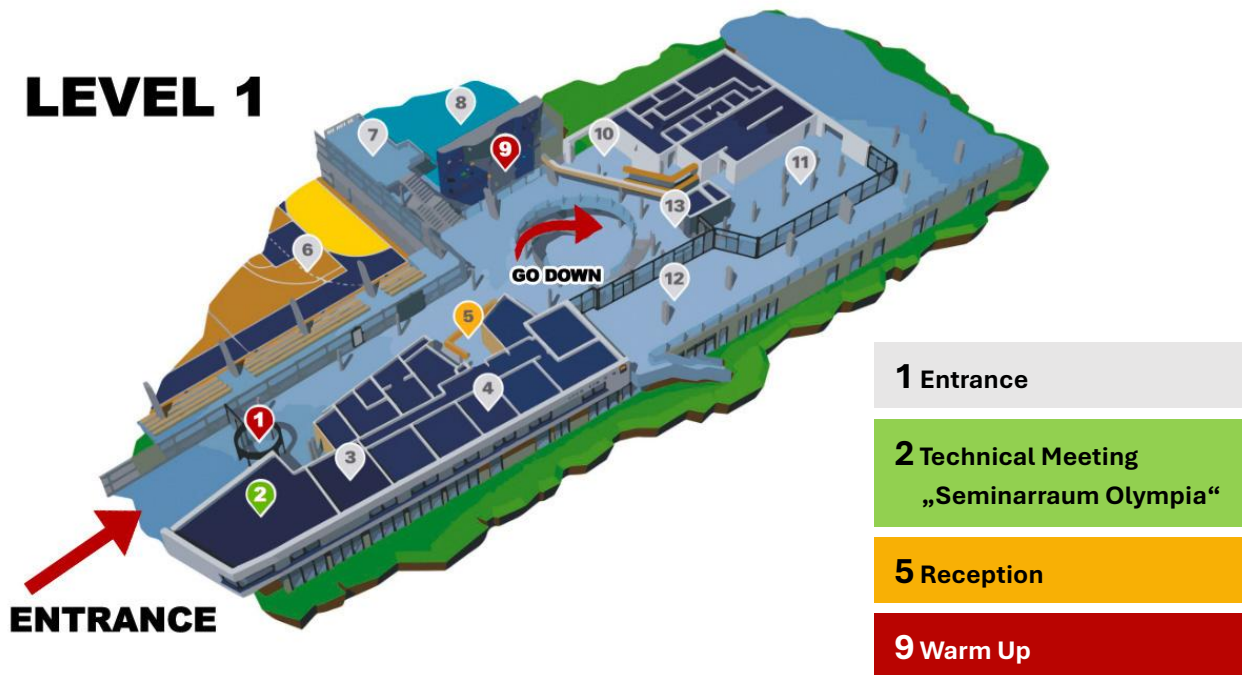 LEVEL 1
8
7
9
10
11
13
6
GO DOWN
12
5
4
1
3
2
ENTRANCE
1 Entrance
2 Technical Meeting
„Seminarraum Olympia“
5 Reception
9 Warm Up